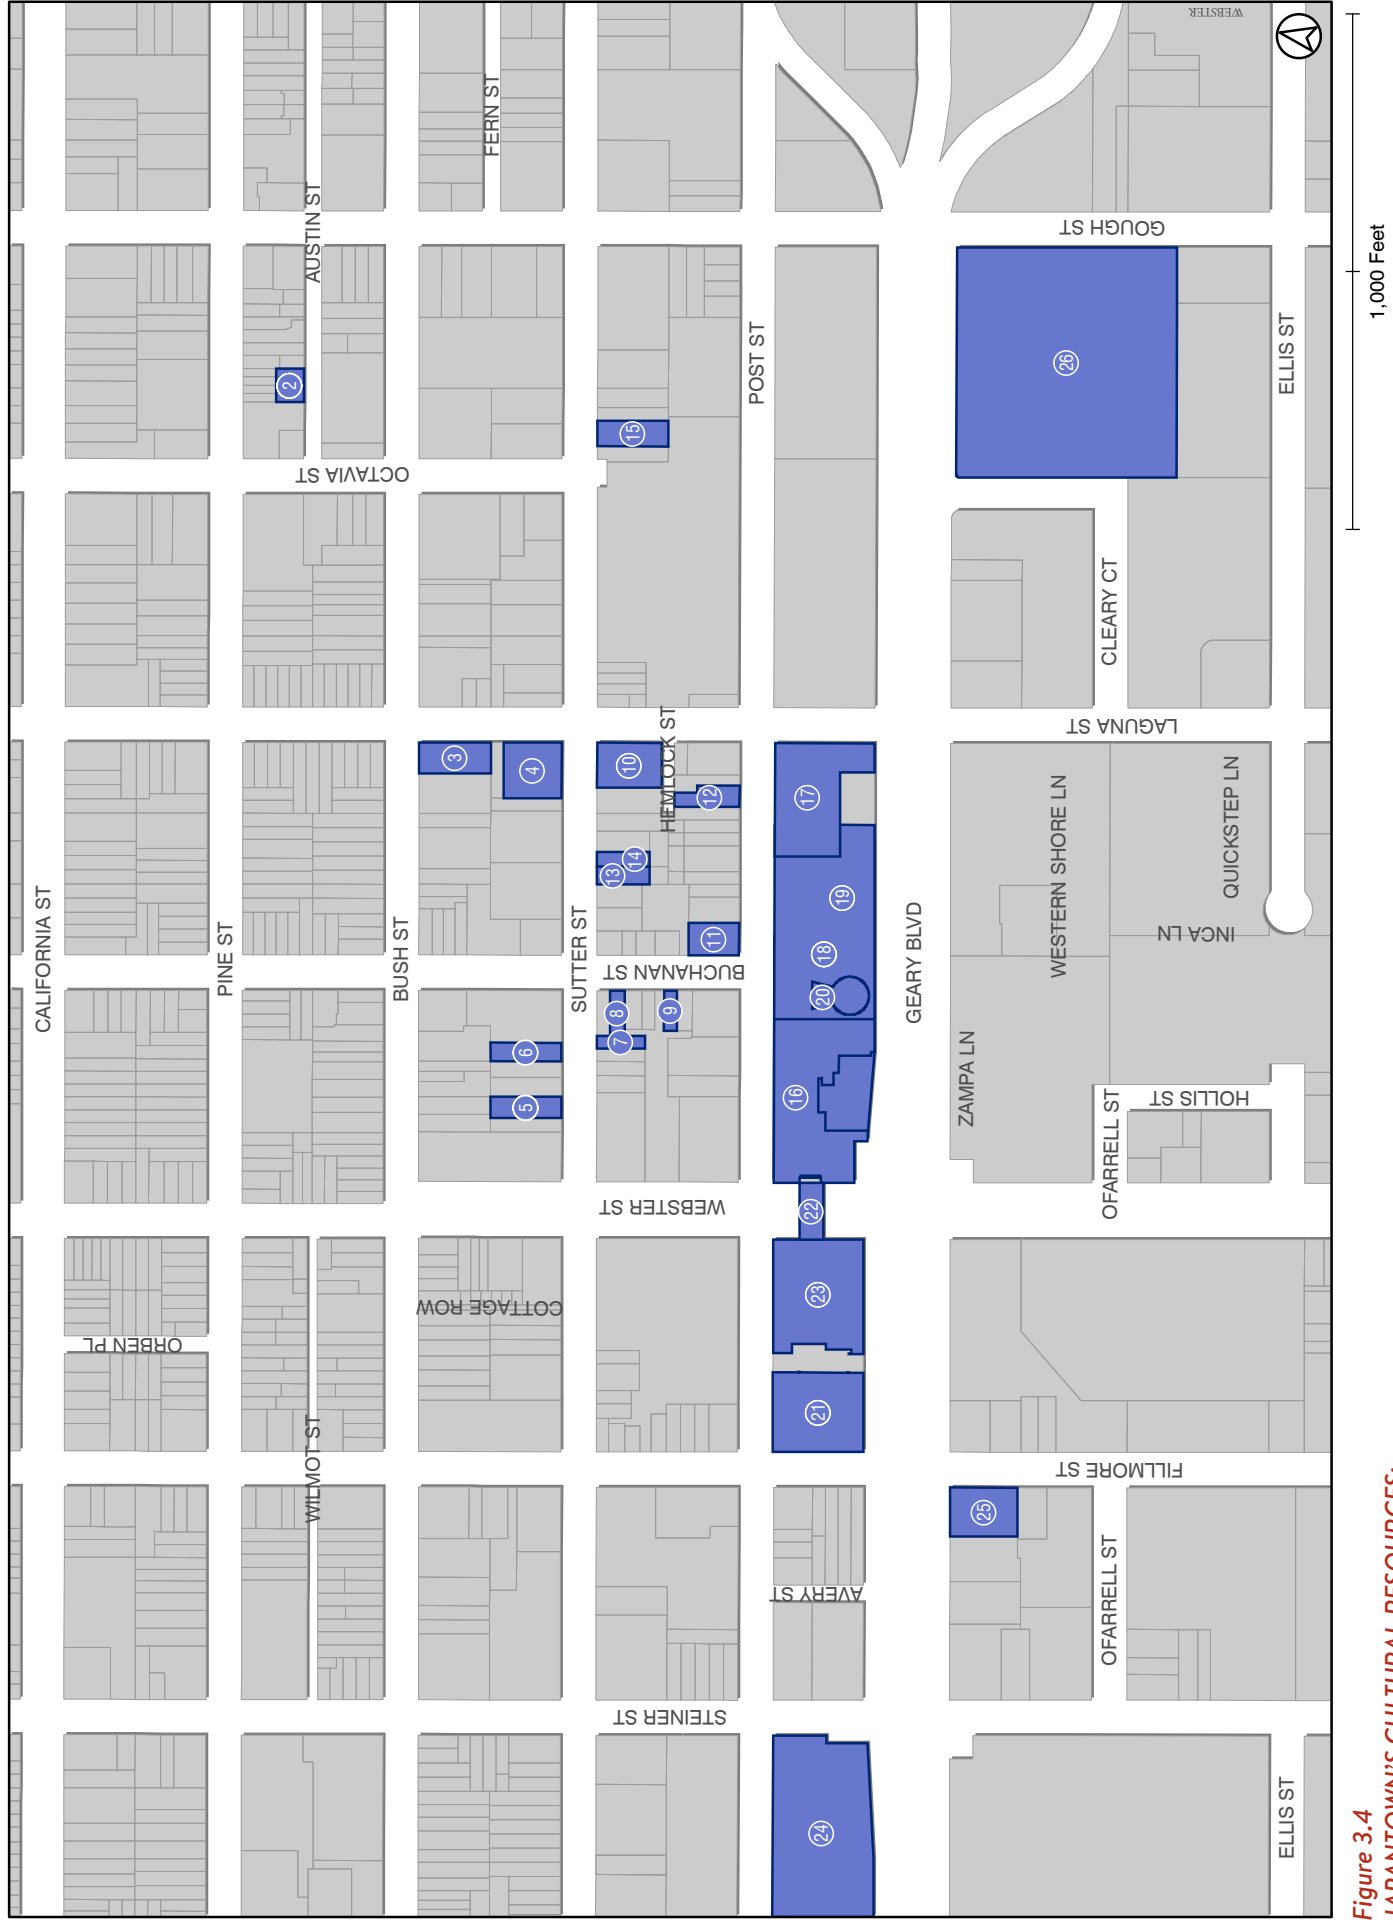 CALIFORNIA ST
PINE ST
BUSH ST
SUTTER ST
POST ST
GEARY BLVD
ELLIS ST
ELLIS ST
AUSTIN ST
FERN ST
HEMLOCK ST
WILMOT ST
CLEARY CT
WESTERN SHORE LN
QUICKSTEP LN
ZAMPA LN
OFARRELL ST
OFARRELL ST
STEINER ST
AVERY ST
FILLMORE ST
ORBEN PL
COTTAGE ROW
WEBSTER ST
HOLLIS ST
BUCHANAN ST
INCA LN
LAGUNA ST
OCTAVIA ST
GOUGH ST
WEBSTER
2
3
4
5
6
7
8
9
10
11
12
13
14
15
16
17
18
19
20
21
22
23
24
25
26
1,000 Feet
Figure 3.4
JAPANTOWN'S CULTURAL RESOURCES: